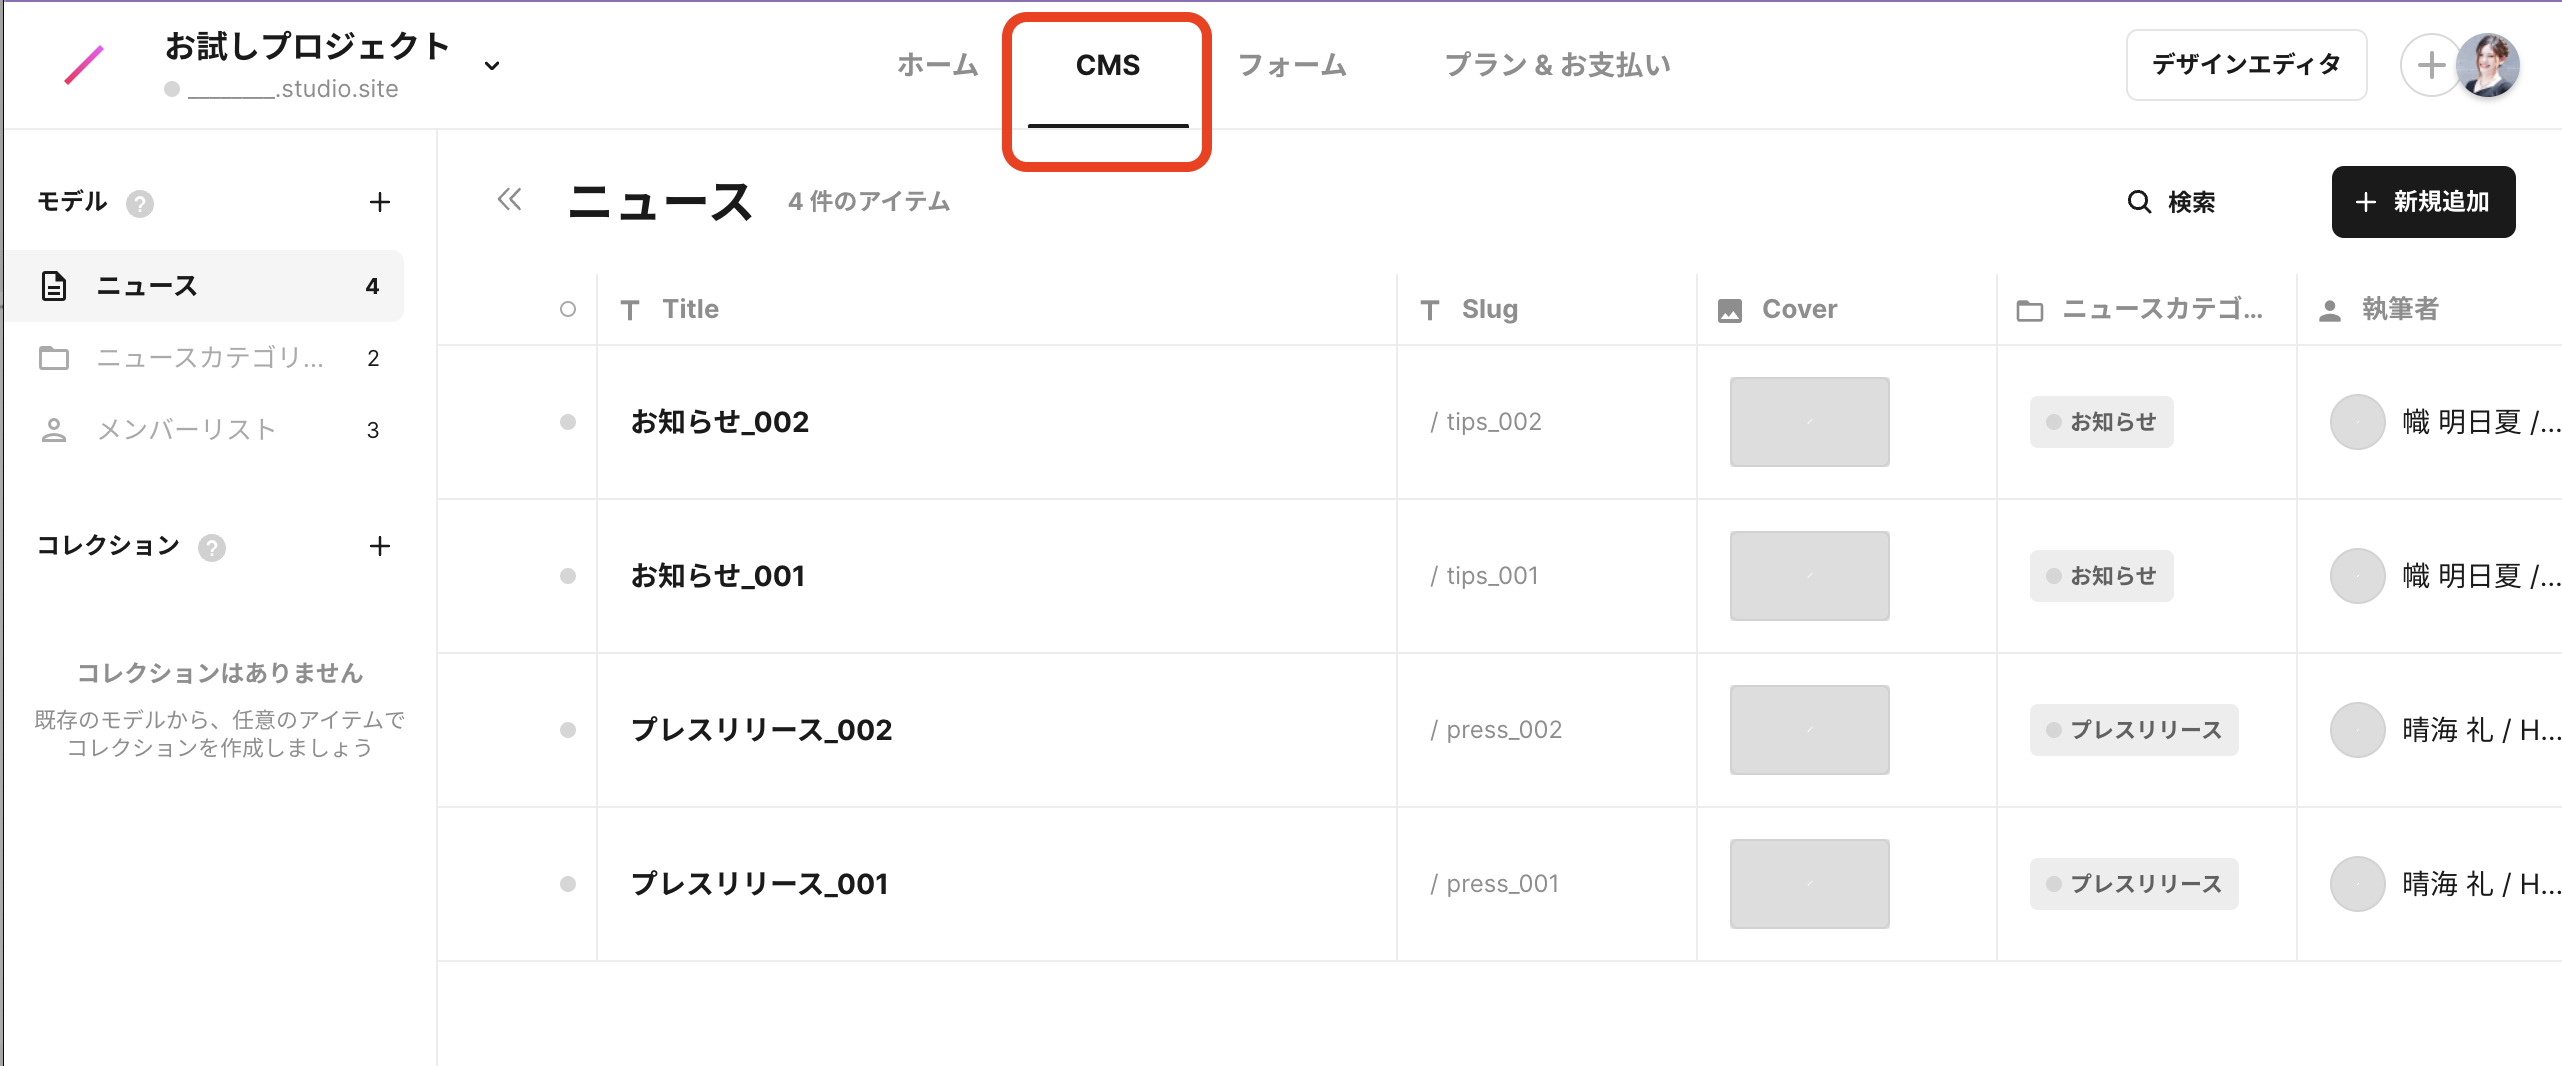 お試しプロジェクト
________.studio.site
ホーム
CMS
フォーム
プラン & お支払い
デザインエディタ
モデル ?
ニュース 4
ニュースカテゴリ... 2
メンバーリスト 3
コレクション ?
コレクションはありません
既存のモデルから、任意のアイテムで
コレクションを作成しましょう
ニュース 4 件のアイテム
検索
新規追加
Title Slug Cover ニュースカテゴ... 執筆者
お知らせ_002 / tips_002 お知らせ 幟 明日夏 /...
お知らせ_001 / tips_001 お知らせ 幟 明日夏 /...
プレスリリース_002 / press_002 プレスリリース 晴海 礼 / H...
プレスリリース_001 / press_001 プレスリリース 晴海 礼 / H...